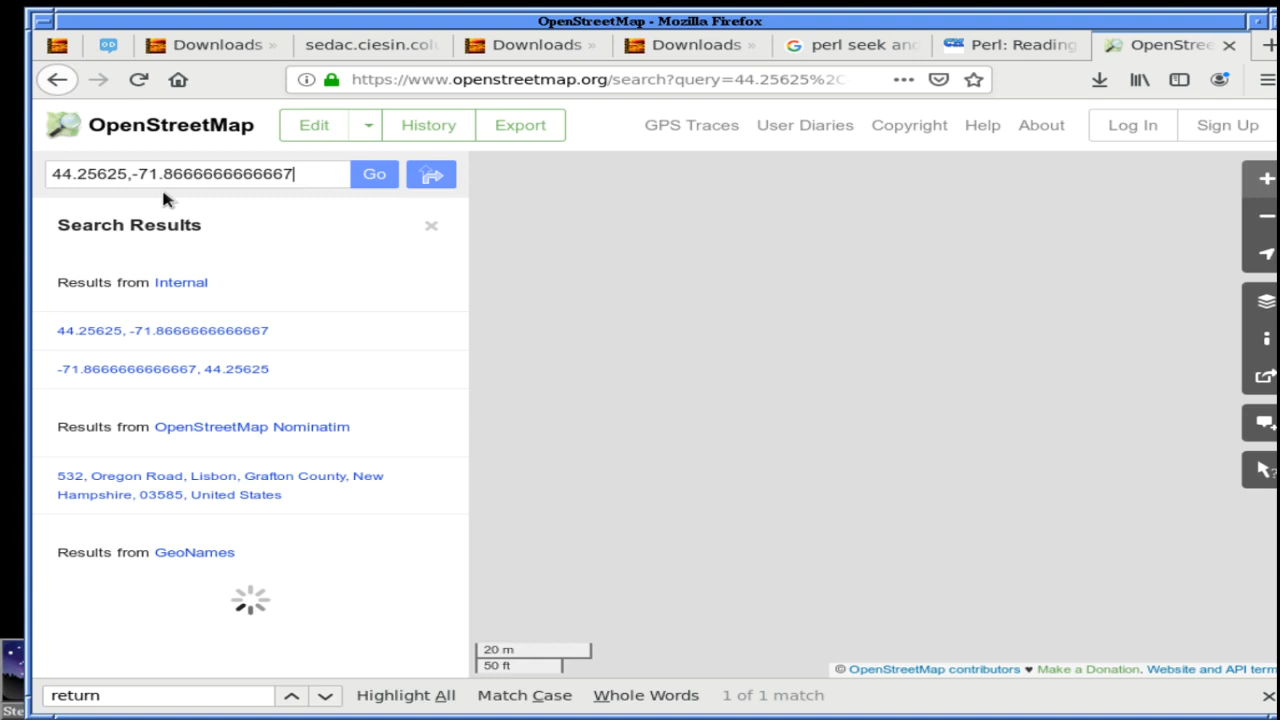 OpenStreetMap - Mozilla Firefox
Downloads » sedac.ciesin.col Downloads » Downloads » perl seek and Perl: Reading OpenStree
https://www.openstreetmap.org/search?query=44.25625%2C
OpenStreetMap Edit History Export GPS Traces User Diaries Copyright Help About Log In Sign Up
44.25625,-71.8666666666667 Go
Search Results
Results from Internal
44.25625, -71.8666666666667
-71.8666666666667, 44.25625
Results from OpenStreetMap Nominatim
532, Oregon Road, Lisbon, Grafton County, New
Hampshire, 03585, United States
Results from GeoNames
20 m
50 ft
© OpenStreetMap contributors ♥ Make a Donation. Website and API term
return Highlight All Match Case Whole Words 1 of 1 match
Ste